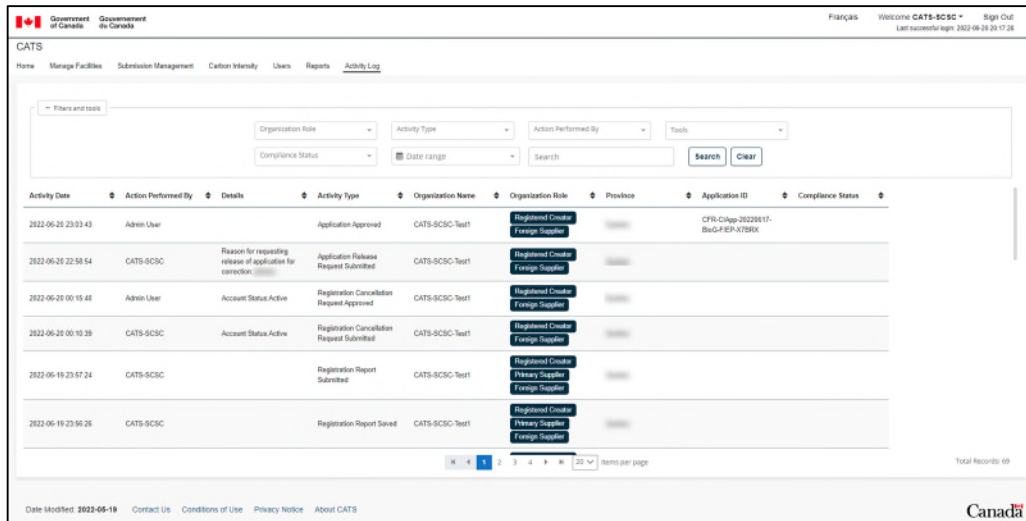 Government Gouvernement
of Canada du Canada
Français Welcome CATS-SCSC Sign Out
Last successful login: 2022-06-20 20:17:26
CATS
Home Manage Facilities Submission Management Carbon Intensity Users Reports Activity Log
− Filters and tools
Organization Role Activity Type Action Performed By Tools
Compliance Status Date range Search Search Clear
Activity Date Action Performed By Details Activity Type Organization Name Organization Role Province Application ID Compliance Status
2022-06-20 23:03:43 Admin User Application Approved CATS-SCSC-Test1 Registered Creator CFR-CIApp-20220617-
Foreign Supplier BioG-FIEP-X7BRX
2022-06-20 22:58:54 CATS-SCSC Reason for requesting Application Release CATS-SCSC-Test1 Registered Creator
release of application for Request Submitted Foreign Supplier
correction:
2022-06-20 00:15:48 Admin User Account Status:Active Registration Cancellation CATS-SCSC-Test1 Registered Creator
Request Approved Foreign Supplier
2022-06-20 00:10:39 CATS-SCSC Account Status:Active Registration Cancellation CATS-SCSC-Test1 Registered Creator
Request Submitted Foreign Supplier
2022-06-19 23:57:24 CATS-SCSC Registration Report CATS-SCSC-Test1 Registered Creator
Submitted Primary Supplier
Foreign Supplier
2022-06-19 23:56:26 CATS-SCSC Registration Report Saved CATS-SCSC-Test1 Registered Creator
Primary Supplier
Foreign Supplier
1 2 3 4 20 items per page Total Records: 69
Date Modified: 2022-05-19 Contact Us Conditions of Use Privacy Notice About CATS Canada